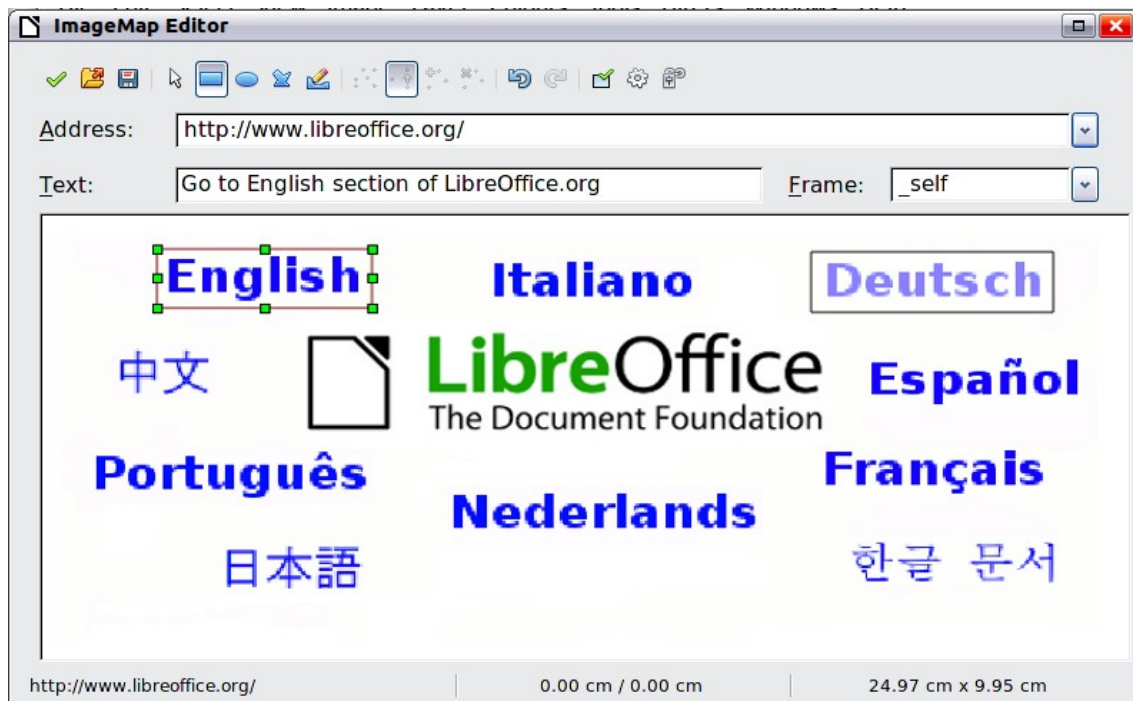 ImageMap Editor
Address: http://www.libreoffice.org/
Text: Go to English section of LibreOffice.org Frame: _self
English Italiano Deutsch
中文 LibreOffice Español
The Document Foundation
Português Français
Nederlands
日本語 한글 문서
http://www.libreoffice.org/ 0.00 cm / 0.00 cm 24.97 cm x 9.95 cm